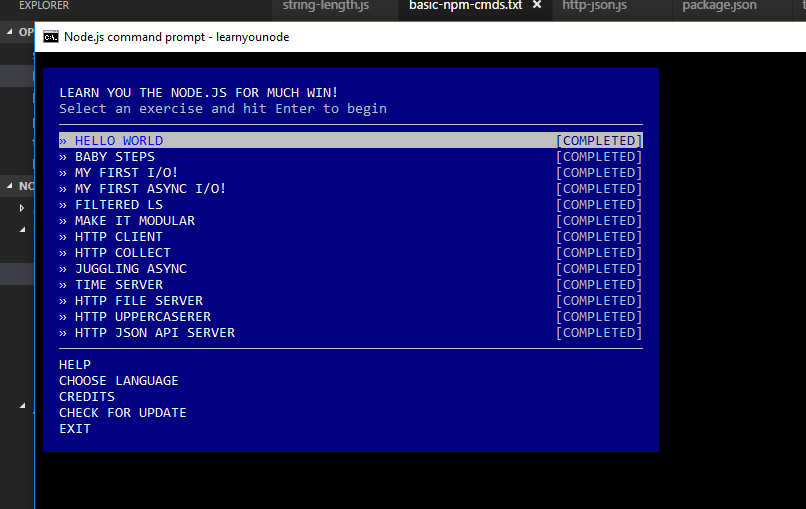 EXPLORER string-length.js basic-npm-cmds.txt × http-json.js package.json
OP
Node.js command prompt - learnyounode
LEARN YOU THE NODE.JS FOR MUCH WIN!
Select an exercise and hit Enter to begin
» HELLO WORLD [COMPLETED]
» BABY STEPS [COMPLETED]
» MY FIRST I/O! [COMPLETED]
» MY FIRST ASYNC I/O! [COMPLETED]
NO
» FILTERED LS [COMPLETED]
» MAKE IT MODULAR [COMPLETED]
» HTTP CLIENT [COMPLETED]
» HTTP COLLECT [COMPLETED]
» JUGGLING ASYNC [COMPLETED]
» TIME SERVER [COMPLETED]
» HTTP FILE SERVER [COMPLETED]
» HTTP UPPERCASERER [COMPLETED]
» HTTP JSON API SERVER [COMPLETED]
HELP
CHOOSE LANGUAGE
CREDITS
CHECK FOR UPDATE
EXIT